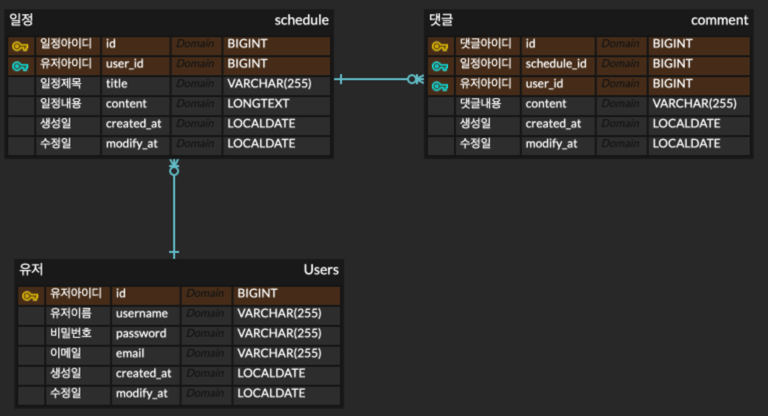 일정 schedule
일정아이디 id Domain BIGINT
유저아이디 user_id Domain BIGINT
일정제목 title Domain VARCHAR(255)
일정내용 content Domain LONGTEXT
생성일 created_at Domain LOCALDATE
수정일 modify_at Domain LOCALDATE
댓글 comment
댓글아이디 id Domain BIGINT
일정아이디 schedule_id Domain BIGINT
유저아이디 user_id Domain BIGINT
댓글내용 content Domain VARCHAR(255)
생성일 created_at Domain LOCALDATE
수정일 modify_at Domain LOCALDATE
유저 Users
유저아이디 id Domain BIGINT
유저이름 username Domain VARCHAR(255)
비밀번호 password Domain VARCHAR(255)
이메일 email Domain VARCHAR(255)
생성일 created_at Domain LOCALDATE
수정일 modify_at Domain LOCALDATE